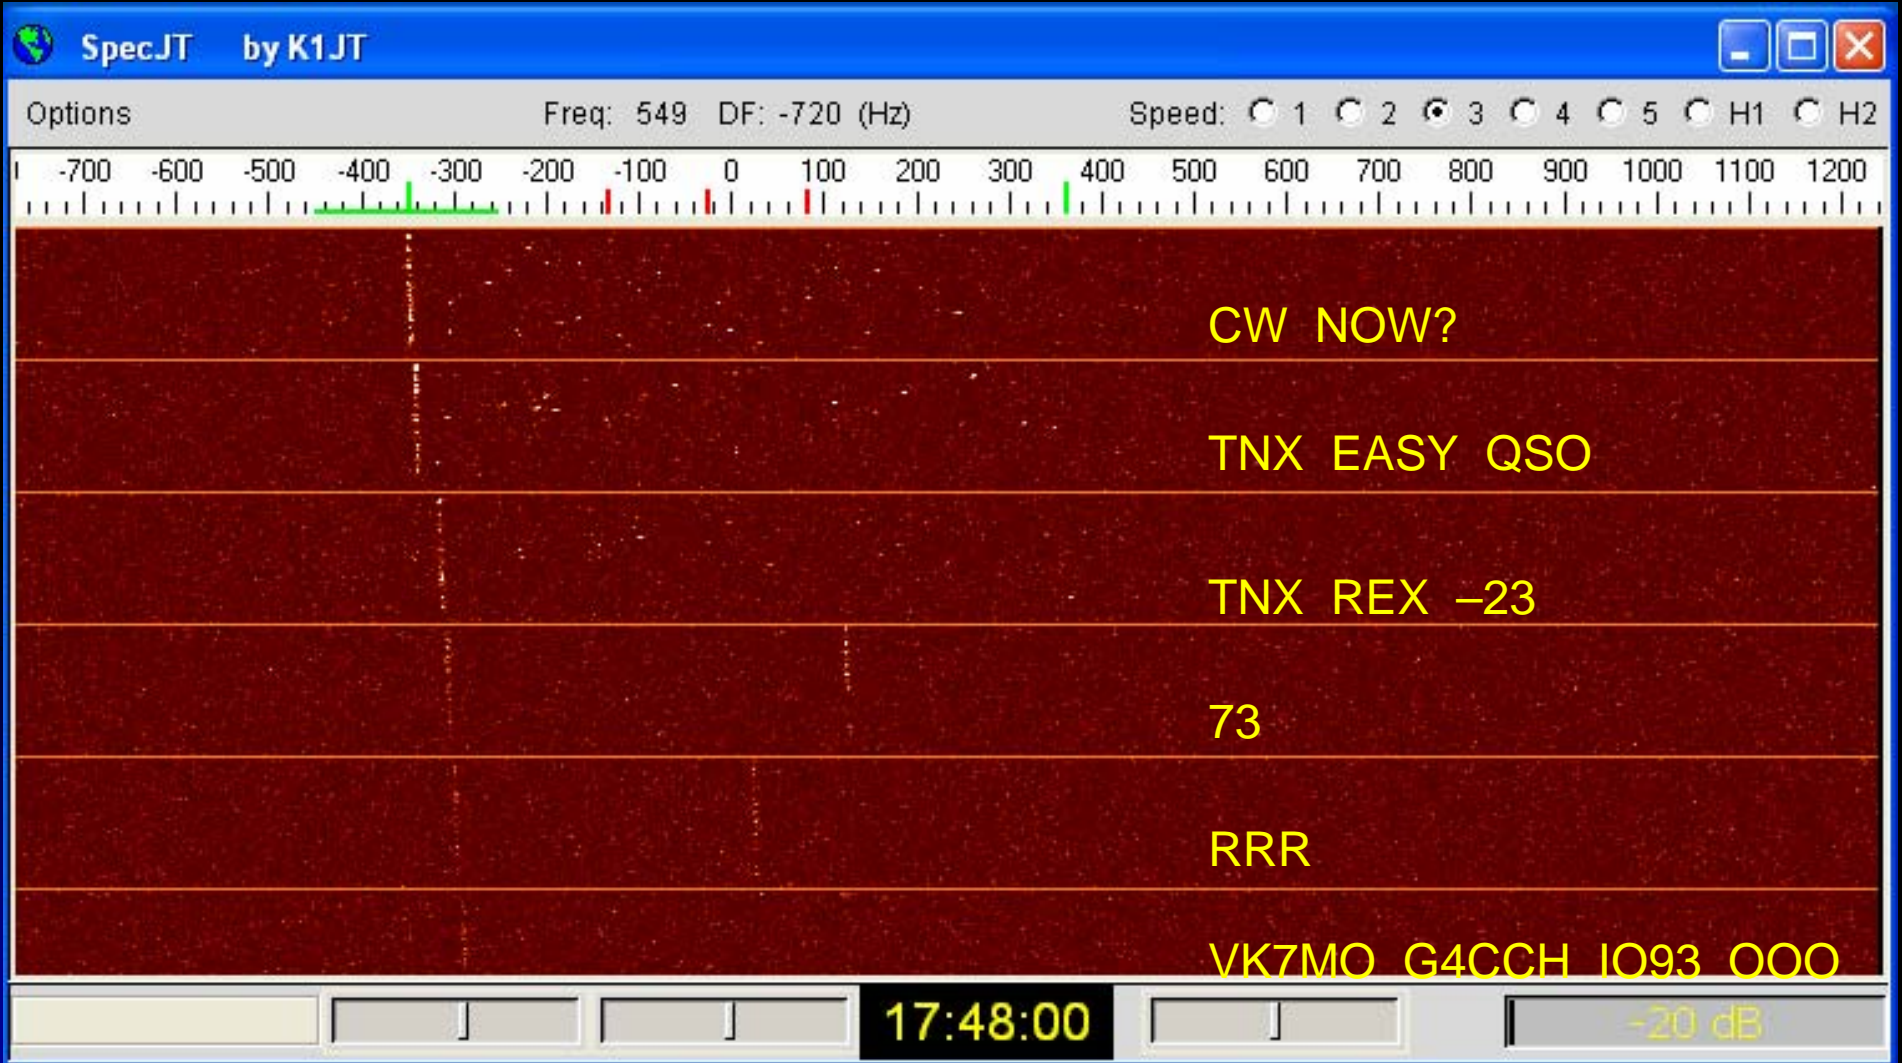 SpecJT by K1JT
Options Freq: 549 DF: -720 (Hz) Speed: 1 2 3 4 5 H1 H2
-700 -600 -500 -400 -300 -200 -100 0 100 200 300 400 500 600 700 800 900 1000 1100 1200
CW NOW?
TNX EASY QSO
TNX REX –23
73
RRR
VK7MO G4CCH IO93 OOO
17:48:00 -20 dB